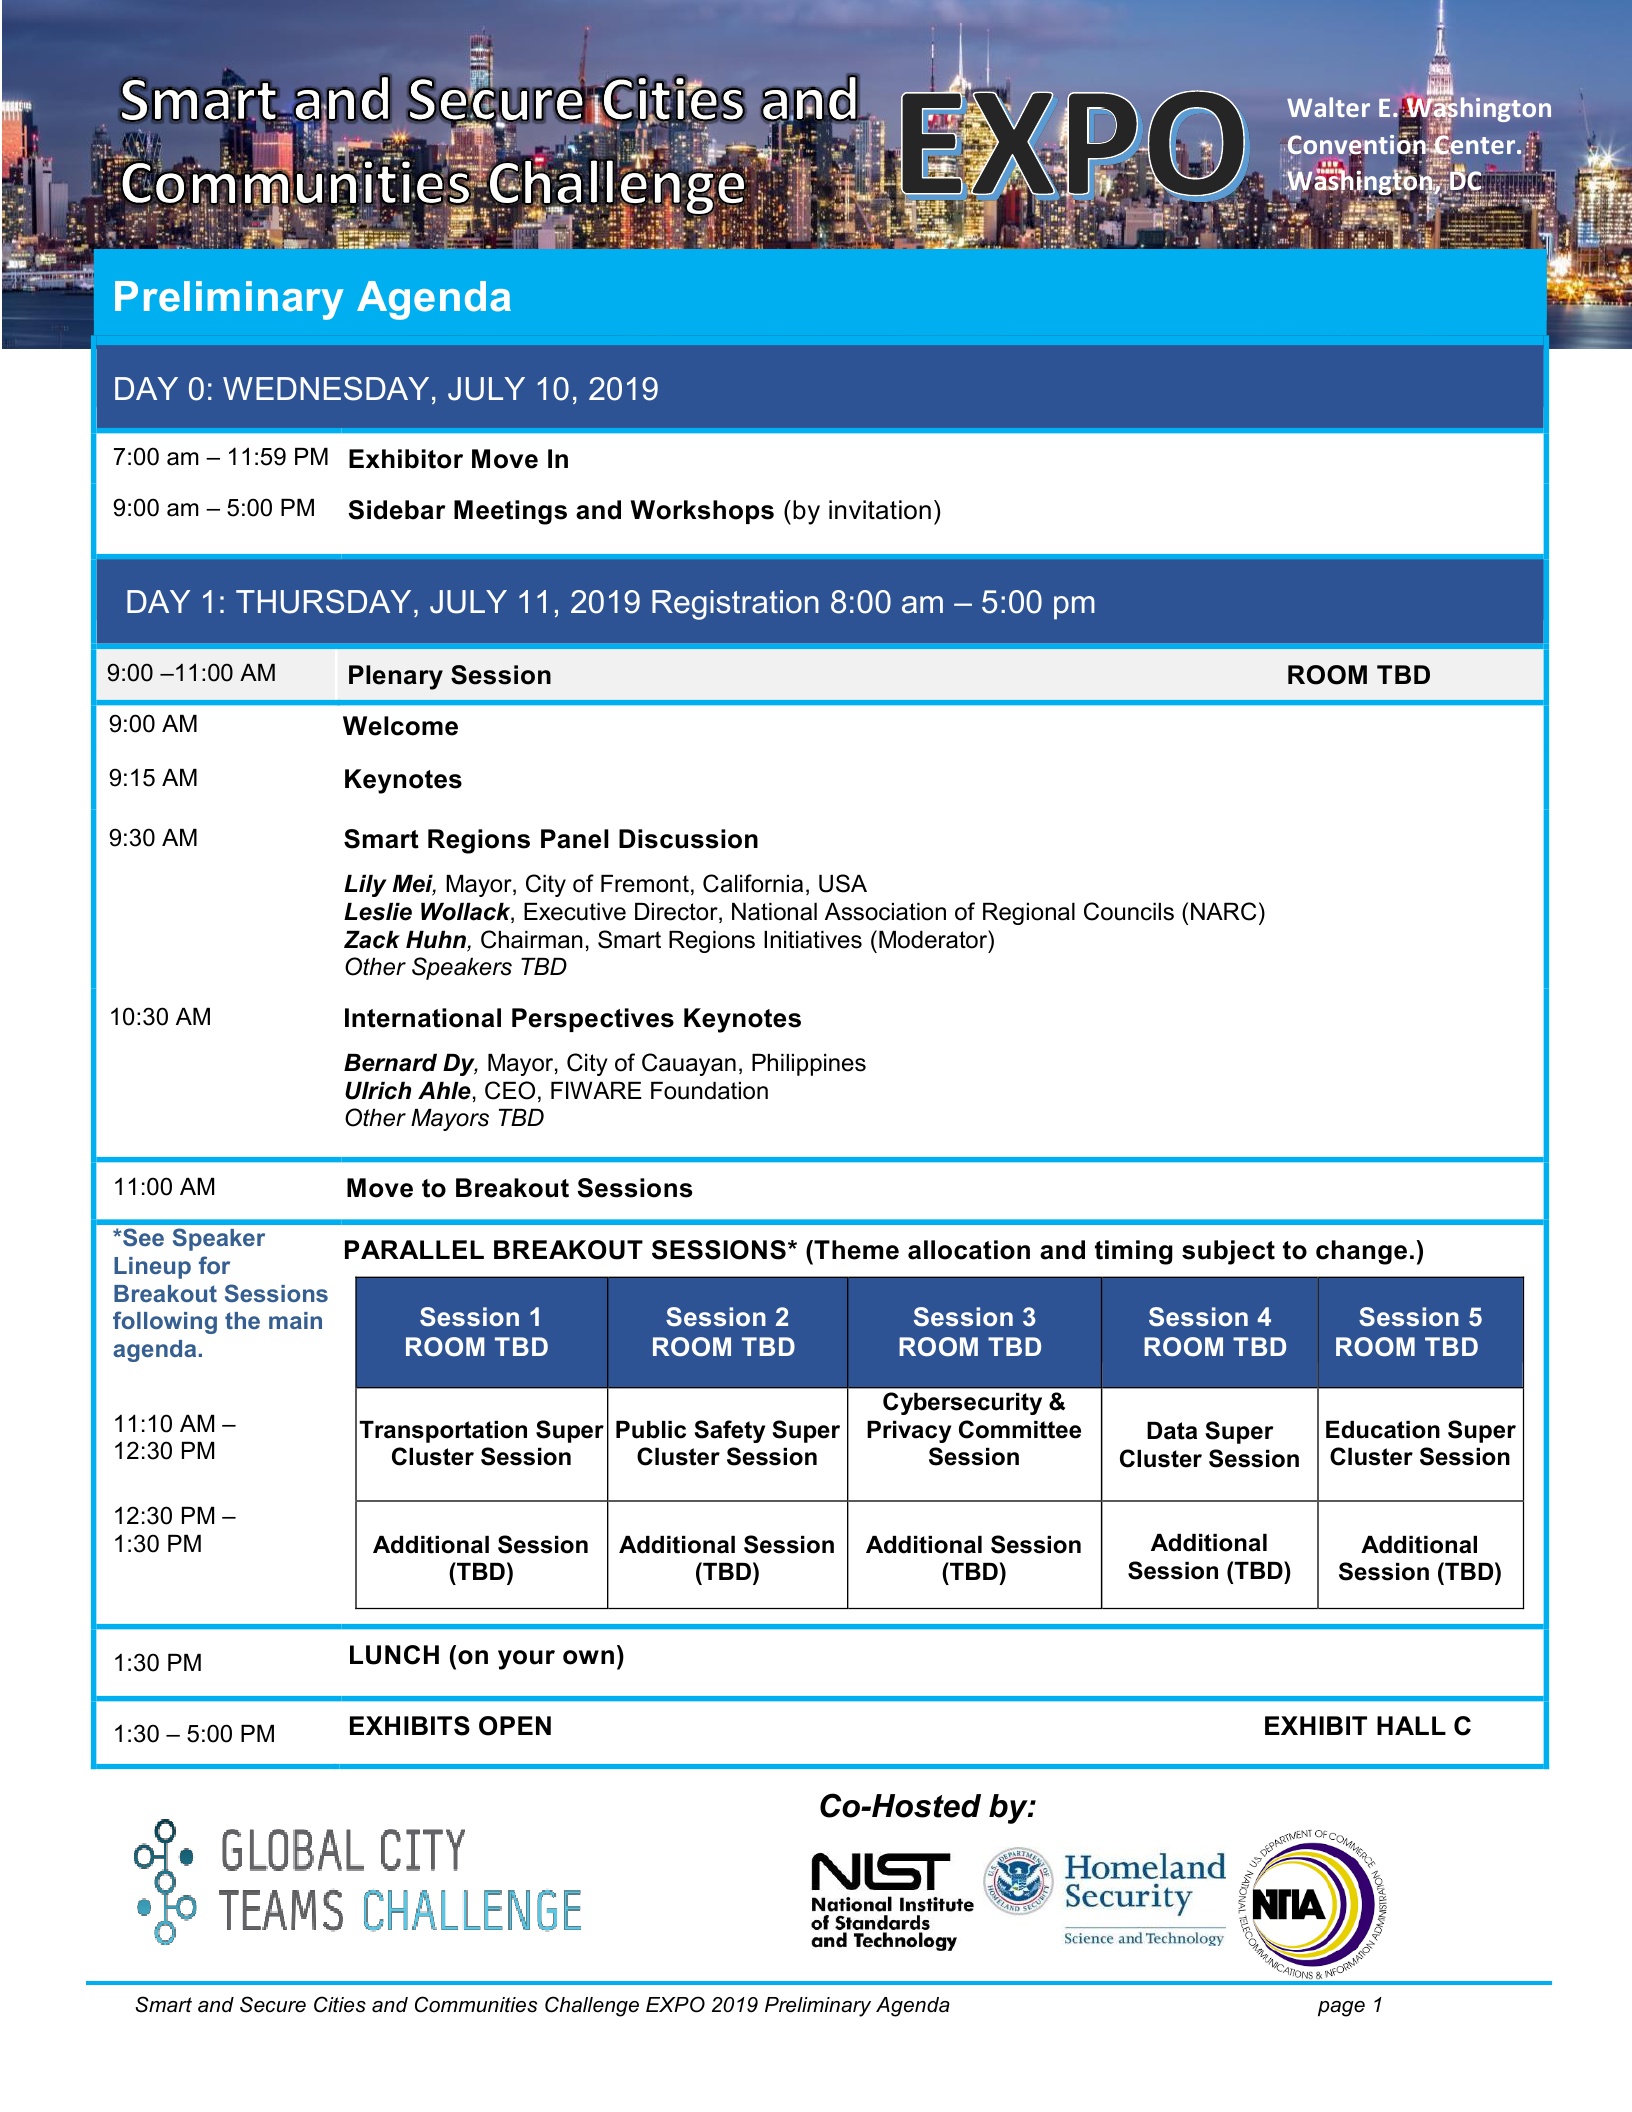 Smart and Secure Cities and
Communities Challenge
EXPO
Walter E. Washington
Convention Center.
Washington, DC
Preliminary Agenda
DAY 0: WEDNESDAY, JULY 10, 2019
7:00 am – 11:59 PM Exhibitor Move In
9:00 am – 5:00 PM Sidebar Meetings and Workshops (by invitation)
DAY 1: THURSDAY, JULY 11, 2019 Registration 8:00 am – 5:00 pm
9:00 –11:00 AM Plenary Session ROOM TBD
9:00 AM Welcome
9:15 AM Keynotes
9:30 AM Smart Regions Panel Discussion
Lily Mei, Mayor, City of Fremont, California, USA
Leslie Wollack, Executive Director, National Association of Regional Councils (NARC)
Zack Huhn, Chairman, Smart Regions Initiatives (Moderator)
Other Speakers TBD
10:30 AM International Perspectives Keynotes
Bernard Dy, Mayor, City of Cauayan, Philippines
Ulrich Ahle, CEO, FIWARE Foundation
Other Mayors TBD
11:00 AM Move to Breakout Sessions
*See Speaker
Lineup for
Breakout Sessions
following the main
agenda.
PARALLEL BREAKOUT SESSIONS* (Theme allocation and timing subject to change.)
Session 1
ROOM TBD
Session 2
ROOM TBD
Session 3
ROOM TBD
Session 4
ROOM TBD
Session 5
ROOM TBD
11:10 AM –
12:30 PM
Transportation Super
Cluster Session
Public Safety Super
Cluster Session
Cybersecurity &
Privacy Committee
Session
Data Super
Cluster Session
Education Super
Cluster Session
12:30 PM –
1:30 PM
Additional Session
(TBD)
Additional Session
(TBD)
Additional Session
(TBD)
Additional
Session (TBD)
Additional
Session (TBD)
1:30 PM LUNCH (on your own)
1:30 – 5:00 PM EXHIBITS OPEN EXHIBIT HALL C
GLOBAL CITY
TEAMS CHALLENGE
Co-Hosted by:
NIST
National Institute
of Standards
and Technology
U.S. DEPARTMENT OF
HOMELAND SECURITY
Homeland
Security
Science and Technology
U.S. DEPARTMENT OF COMMERCE
NATIONAL TELECOMMUNICATIONS & INFORMATION ADMINISTRATION
NTIA
Smart and Secure Cities and Communities Challenge EXPO 2019 Preliminary Agenda page 1